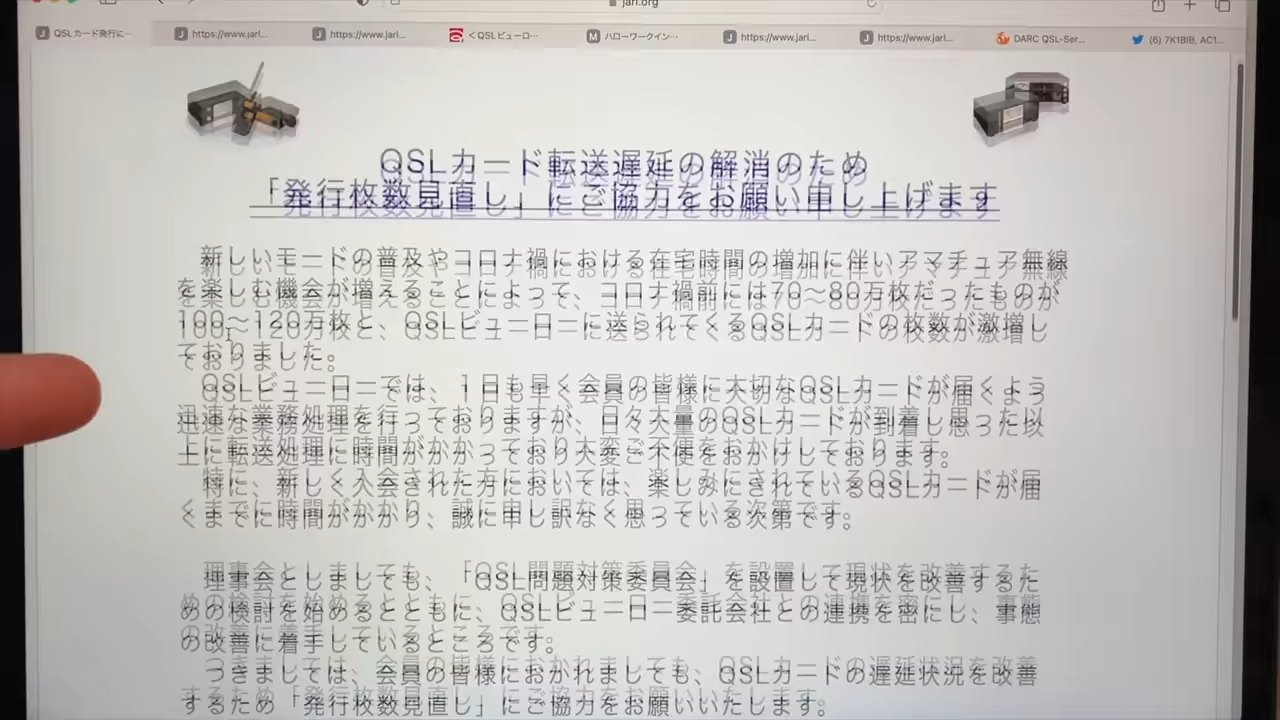 jarl.org
QSLカード発行に…
https://www.jarl…
https://www.jarl…
<QSLビューロ…
ハローワークイン…
https://www.jarl…
https://www.jarl…
DARC QSL-Ser…
(6) 7K1BIB, AC1…
QSLカード転送遅延の解消のため
「発行枚数見直し」にご協力をお願い申し上げます
新しいモードの普及やコロナ禍における在宅時間の増加に伴いアマチュア無線
を楽しむ機会が増えることによって、コロナ禍前には70～80万枚だったものが
100～120万枚と、QSLビューローに送られてくるQSLカードの枚数が激増し
ておりました。
QSLビューローでは、1日も早く会員の皆様に大切なQSLカードが届くよう
迅速な業務処理を行っておりますが、日々大量のQSLカードが到着し思った以
上に転送処理に時間がかかっており大変ご不便をおかけしております。
特に、新しく入会された方においては、楽しみにされているQSLカードが届
くまでに時間がかかり、誠に申し訳なく思っている次第です。
理事会としましても、「QSL問題対策委員会」を設置して現状を改善するた
めの検討を始めるとともに、QSLビューロー委託会社との連携を密にし、事態
の改善に着手しているところです。
つきましては、会員の皆様におかれましても、QSLカードの遅延状況を改善
するため「発行枚数見直し」にご協力をお願いいたします。